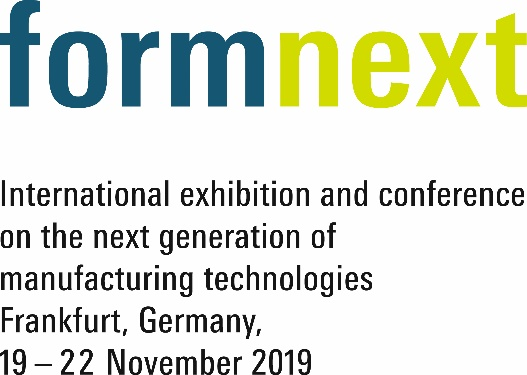 formnext
International exhibition and conference
on the next generation of
manufacturing technologies
Frankfurt, Germany,
19 – 22 November 2019